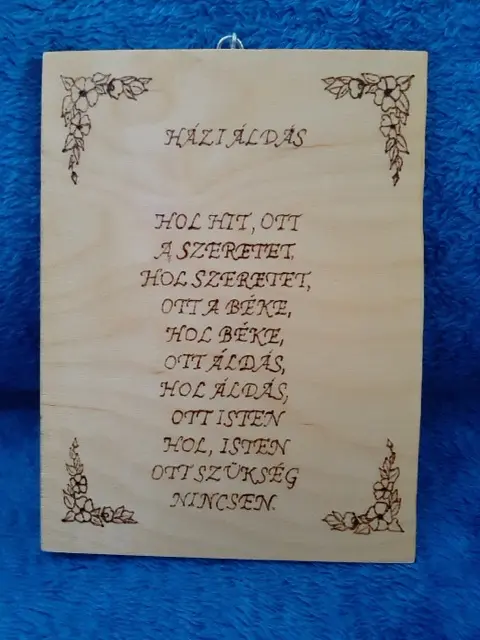 HÁZI ÁLDÁS
HOL HIT, OTT
A SZERETET,
HOL SZERETET,
OTT A BÉKE,
HOL BÉKE,
OTT ÁLDÁS,
HOL ÁLDÁS,
OTT ISTEN
HOL, ISTEN
OTT SZÜKSÉG
NINCSEN.